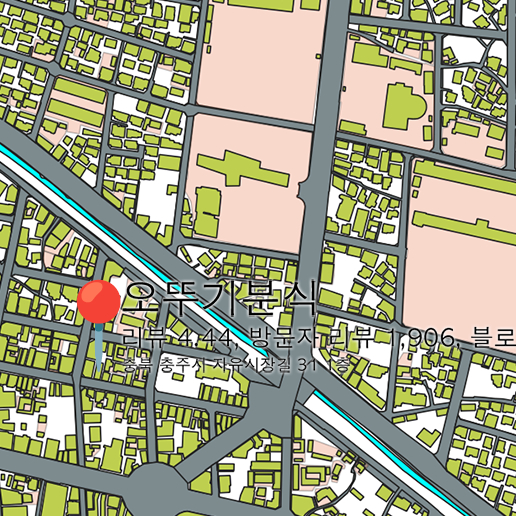 오뚜기분식
리뷰 4.44, 방문자 리뷰 1,906, 블로
충북 충주시 자유시장길 31 1층